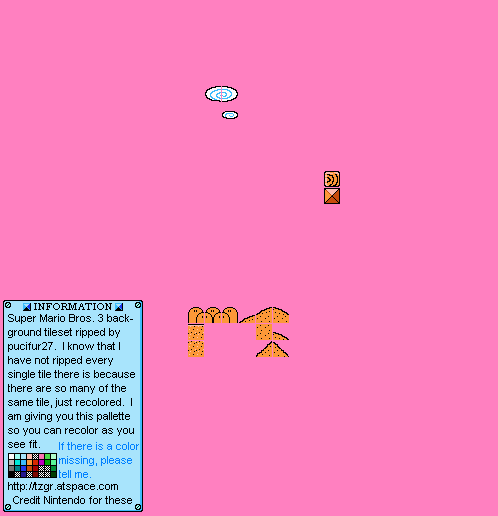 INFORMATION
Super Mario Bros. 3 back-
ground tileset ripped by
pucifur27. I know that I
have not ripped every
single tile there is because
there are so many of the
same tile, just recolored. I
am giving you this pallette
so you can recolor as you
see fit.
If there is a color
missing, please
tell me.
http://tzgr.atspace.com
Credit Nintendo for these